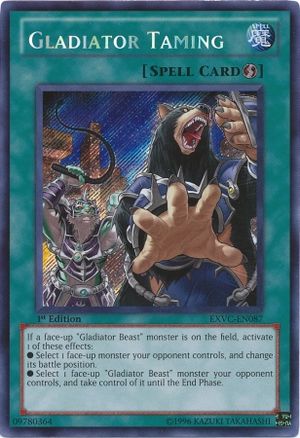 GLADIATOR TAMING
[SPELL CARD]
1st Edition
EXVC-EN087
If a face-up "Gladiator Beast" monster is on the field, activate
1 of these effects:
● Select 1 face-up monster your opponent controls, and change
its battle position.
● Select 1 face-up "Gladiator Beast" monster your opponent
controls, and take control of it until the End Phase.
09780364
©1996 KAZUKI TAKAHASHI